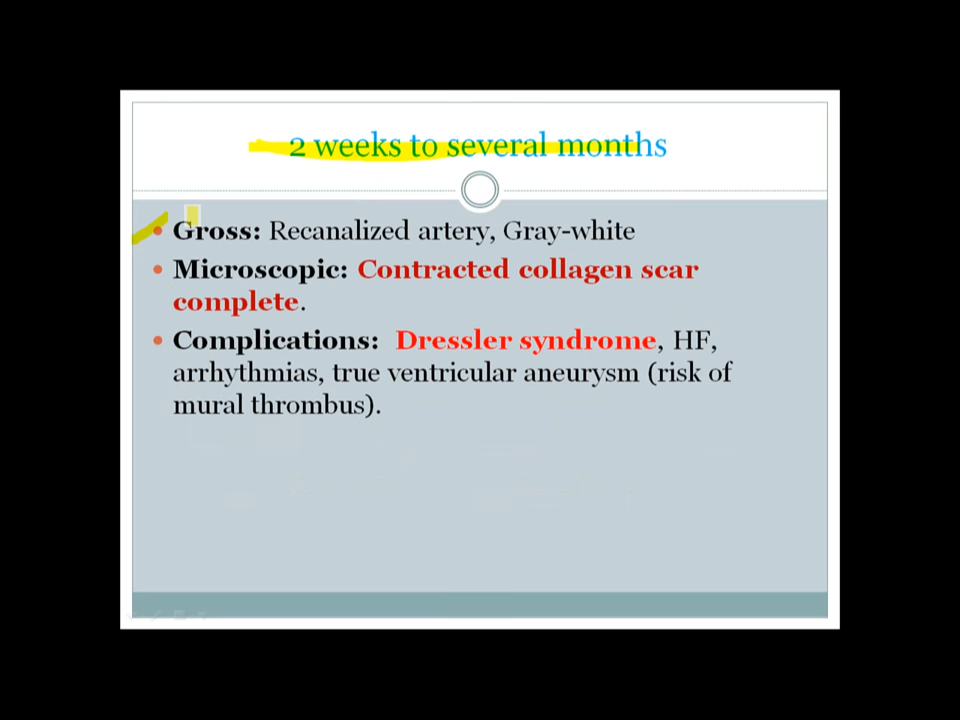 2 weeks to several months
• Gross: Recanalized artery, Gray-white
• Microscopic: Contracted collagen scar
complete.
• Complications: Dressler syndrome, HF,
arrhythmias, true ventricular aneurysm (risk of
mural thrombus).